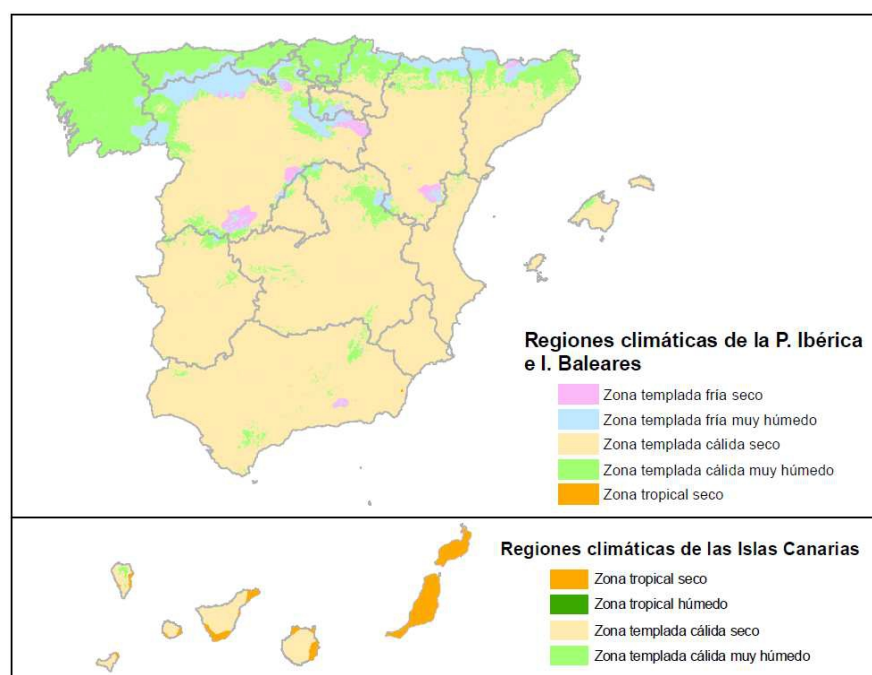 Regiones climáticas de la P. Ibérica
e I. Baleares
Zona templada fría seco
Zona templada fría muy húmedo
Zona templada cálida seco
Zona templada cálida muy húmedo
Zona tropical seco
Regiones climáticas de las Islas Canarias
Zona tropical seco
Zona tropical húmedo
Zona templada cálida seco
Zona templada cálida muy húmedo